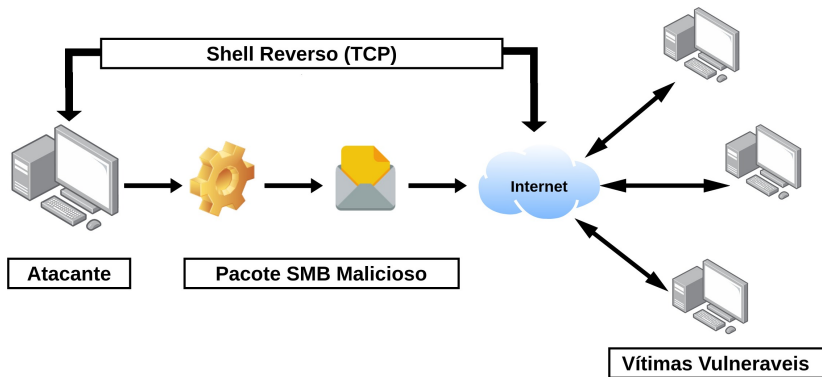 Shell Reverso (TCP)
Internet
Atacante
Pacote SMB Malicioso
Vítimas Vulneraveis